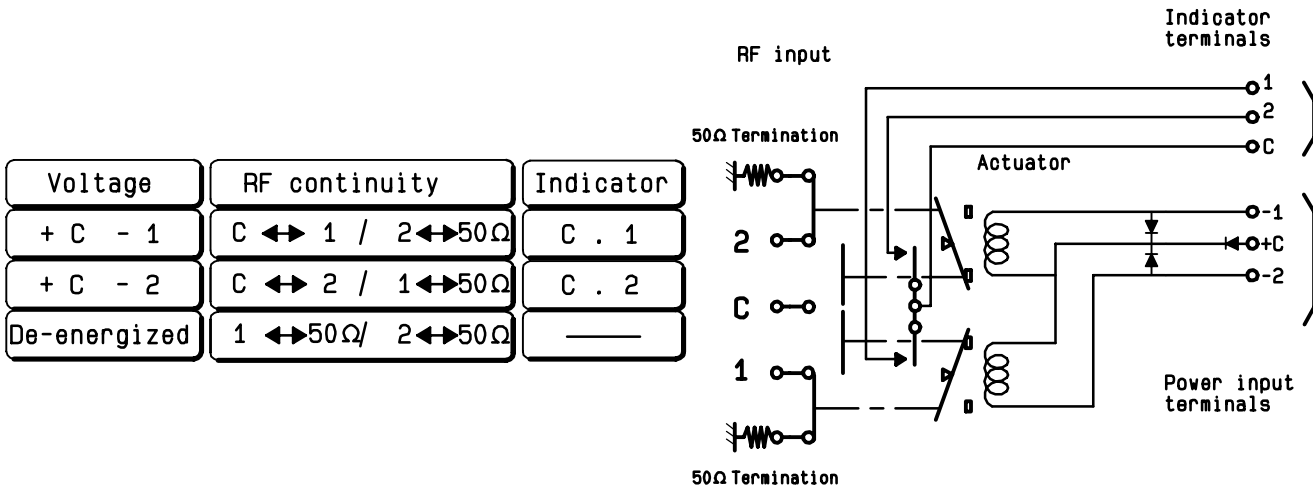 Voltage RF continuity Indicator
+ C - 1 C ↔ 1 / 2↔50Ω C . 1
+ C - 2 C ↔ 2 / 1↔50Ω C . 2
De-energized 1 ↔50Ω/ 2↔50Ω ———
RF input
Indicator
terminals
1
2
C
50Ω Termination
Actuator
2
C
1
-1
+C
-2
Power input
terminals
50Ω Termination